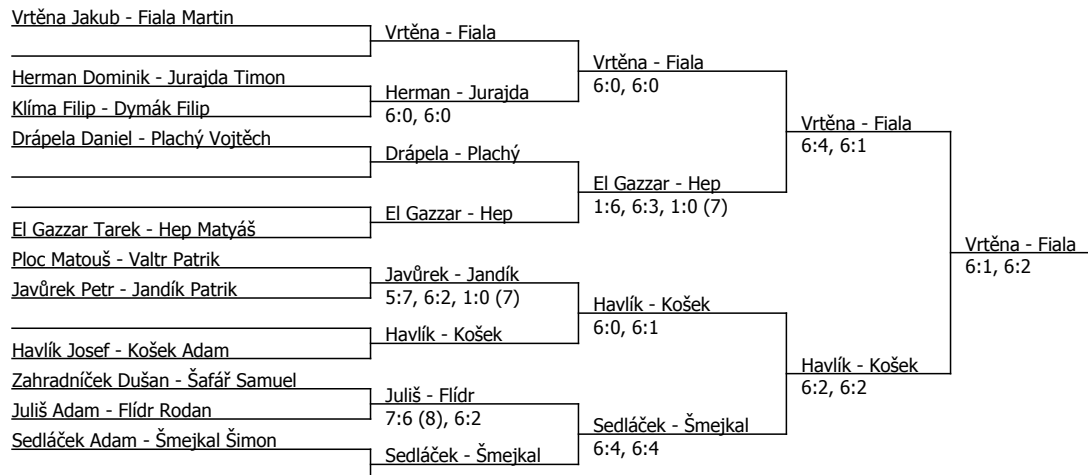 Vrtěna Jakub - Fiala Martin
Herman Dominik - Jurajda Timon
Klíma Filip - Dymák Filip
Drápela Daniel - Plachý Vojtěch
El Gazzar Tarek - Hep Matyáš
Ploc Matouš - Valtr Patrik
Javůrek Petr - Jandík Patrik
Havlík Josef - Košek Adam
Zahradníček Dušan - Šafář Samuel
Juliš Adam - Flídr Rodan
Sedláček Adam - Šmejkal Šimon
Vrtěna - Fiala
Herman - Jurajda
6:0, 6:0
Drápela - Plachý
El Gazzar - Hep
Javůrek - Jandík
5:7, 6:2, 1:0 (7)
Havlík - Košek
Juliš - Flídr
7:6 (8), 6:2
Sedláček - Šmejkal
Vrtěna - Fiala
6:0, 6:0
El Gazzar - Hep
1:6, 6:3, 1:0 (7)
Havlík - Košek
6:0, 6:1
Sedláček - Šmejkal
6:4, 6:4
Vrtěna - Fiala
6:4, 6:1
Havlík - Košek
6:2, 6:2
Vrtěna - Fiala
6:1, 6:2